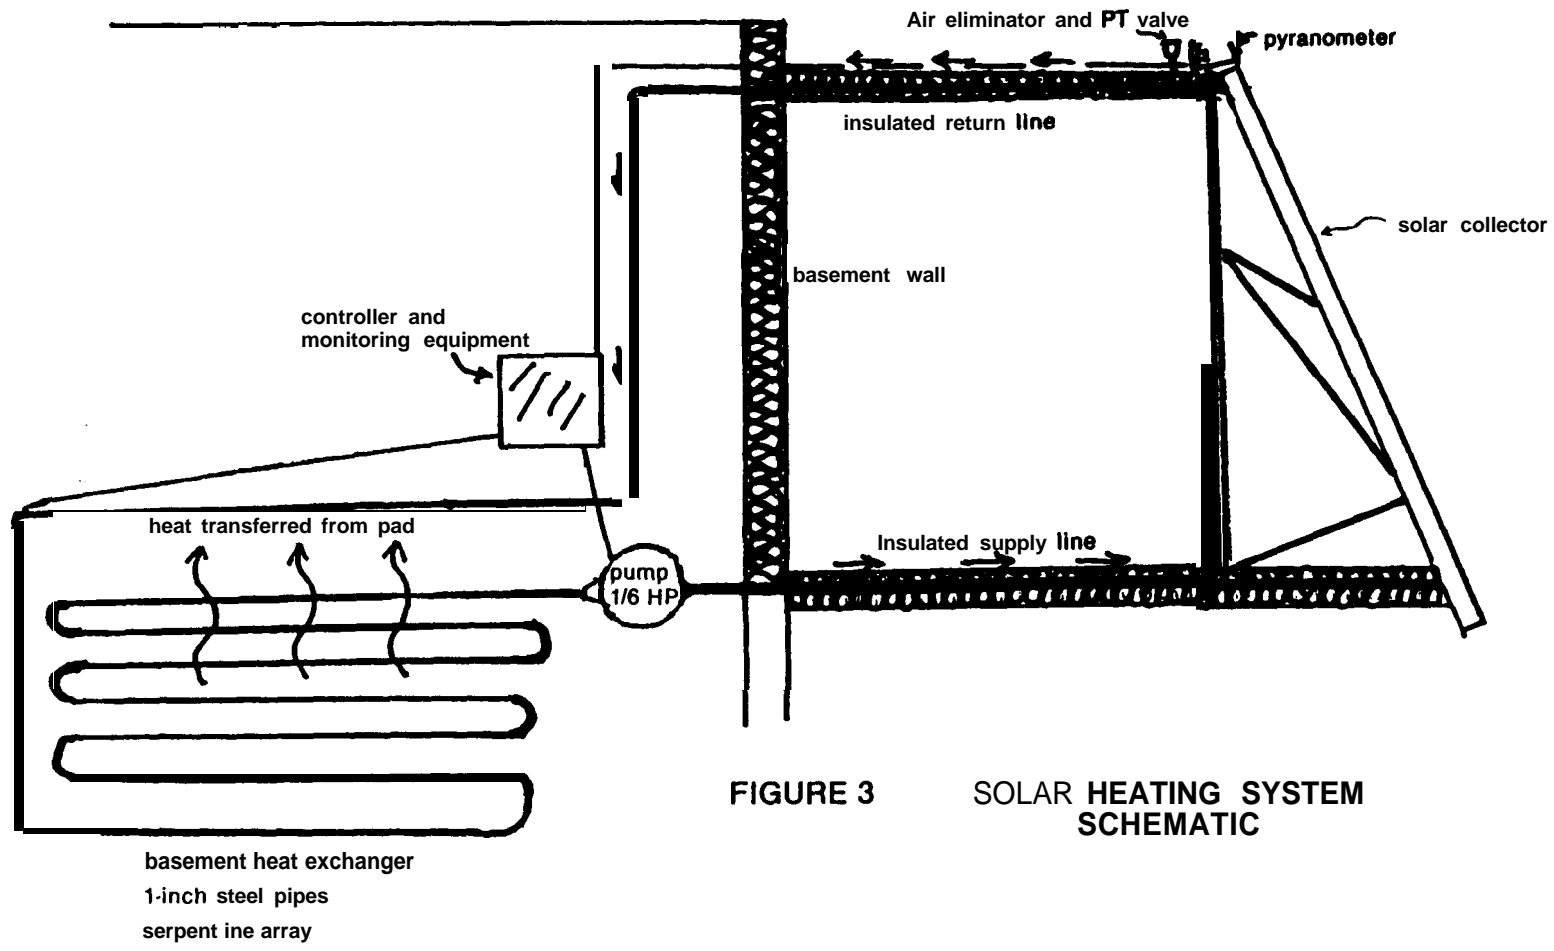 Air eliminator and PT valve
pyranometer
insulated return line
solar collector
basement wall
controller and
monitoring equipment
heat transferred from pad
Insulated supply line
pump
1/6 HP
FIGURE 3 SOLAR HEATING SYSTEM
SCHEMATIC
basement heat exchanger
1-inch steel pipes
serpent ine array